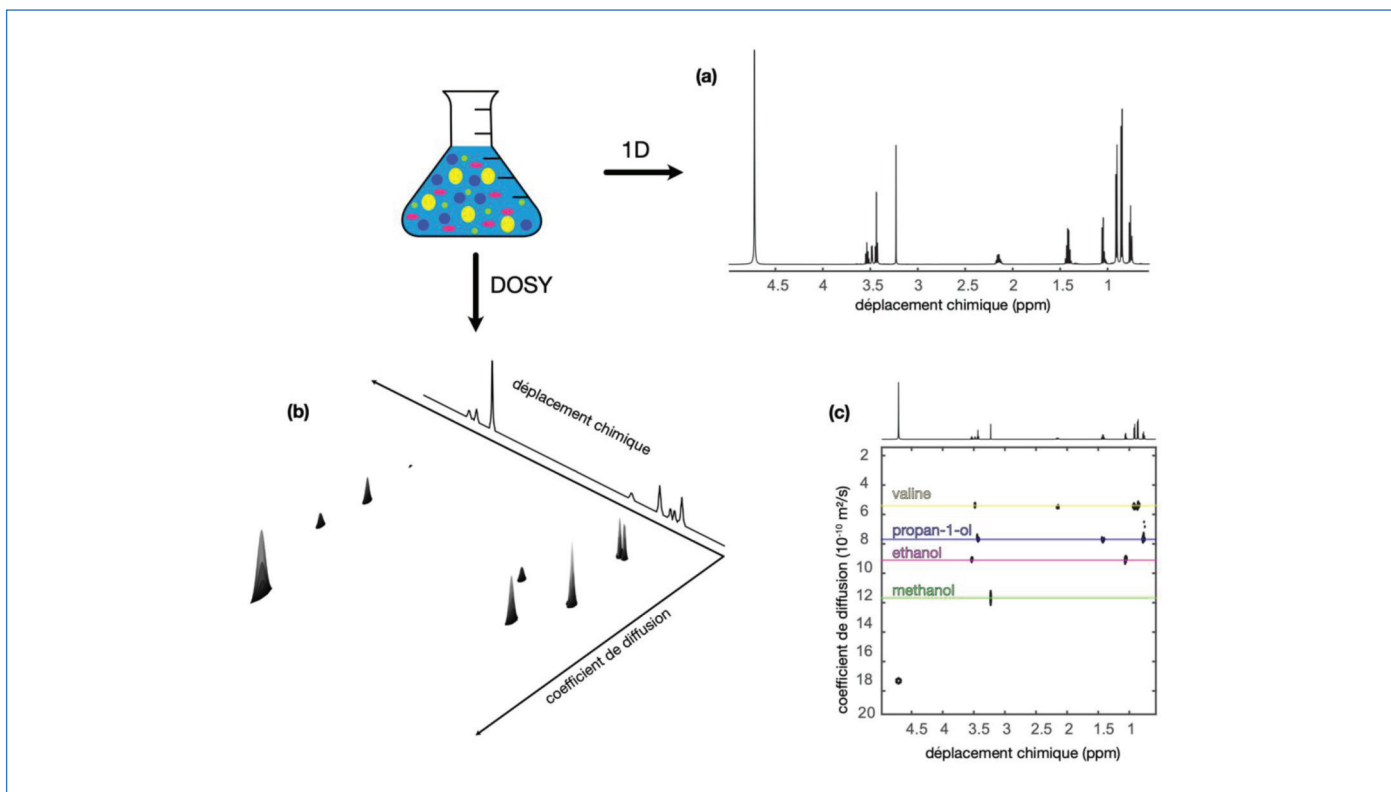 (a)
1D
DOSY
4.5 4 3.5 3 2.5 2 1.5 1
déplacement chimique (ppm)
(b)
déplacement chimique
coefficient de diffusion
(c)
2
4
valine
6
propan-1-ol
8
ethanol
10
methanol
12
14
16
18
20
coefficient de diffusion (10⁻¹⁰ m²/s)
4.5 4 3.5 3 2.5 2 1.5 1
déplacement chimique (ppm)